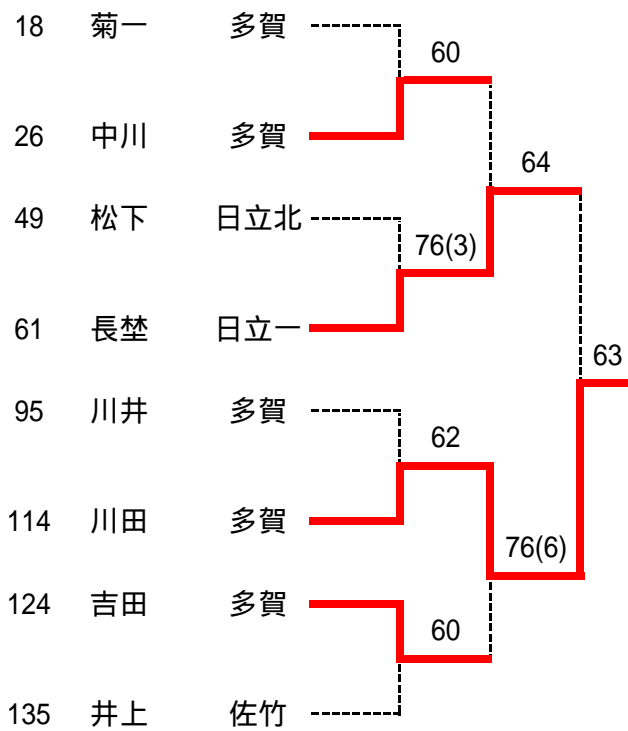 18 菊一 多賀
60
26 中川 多賀
64
49 松下 日立北
76(3)
61 長埜 日立一
63
95 川井 多賀
62
114 川田 多賀
76(6)
124 吉田 多賀
60
135 井上 佐竹